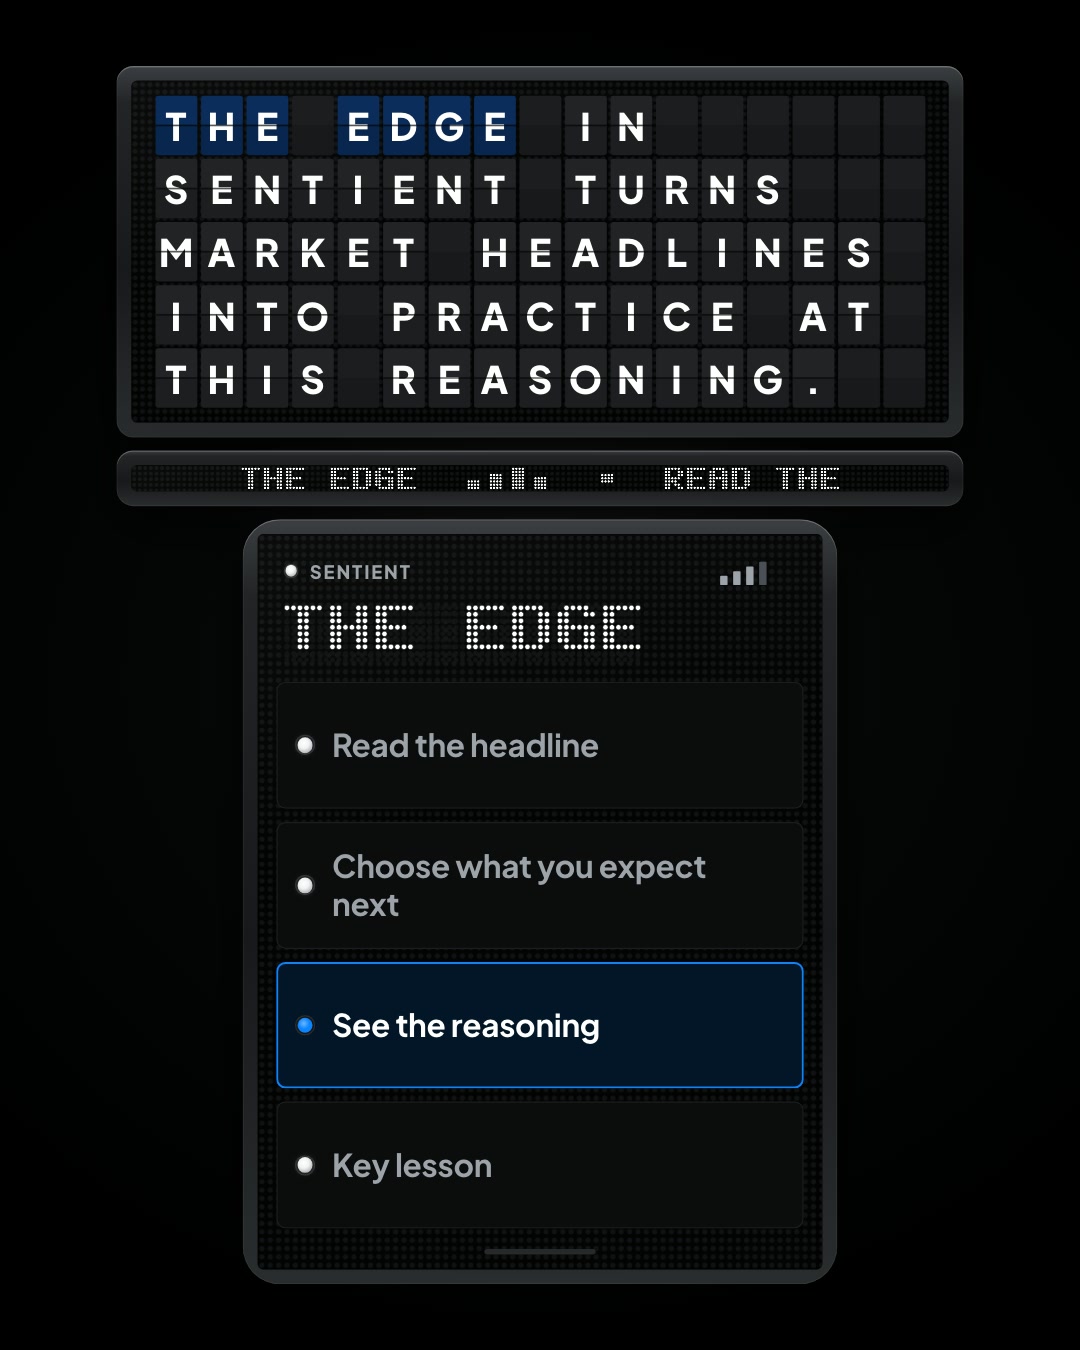 THE EDGE IN
SENTIENT TURNS
MARKET HEADLINES
INTO PRACTICE AT
THIS REASONING.
THE EDGE - READ THE
SENTIENT
THE EDGE
Read the headline
Choose what you expect
next
See the reasoning
Key lesson